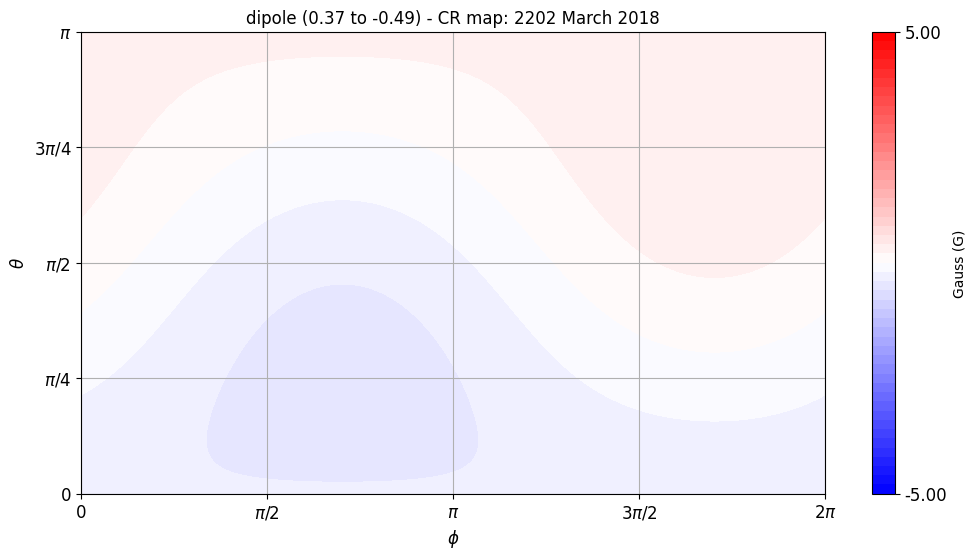 dipole (0.37 to -0.49) - CR map: 2202 March 2018
π
3π/4
π/2
π/4
0
θ
0
π/2
π
3π/2
2π
ϕ
5.00
-5.00
Gauss (G)